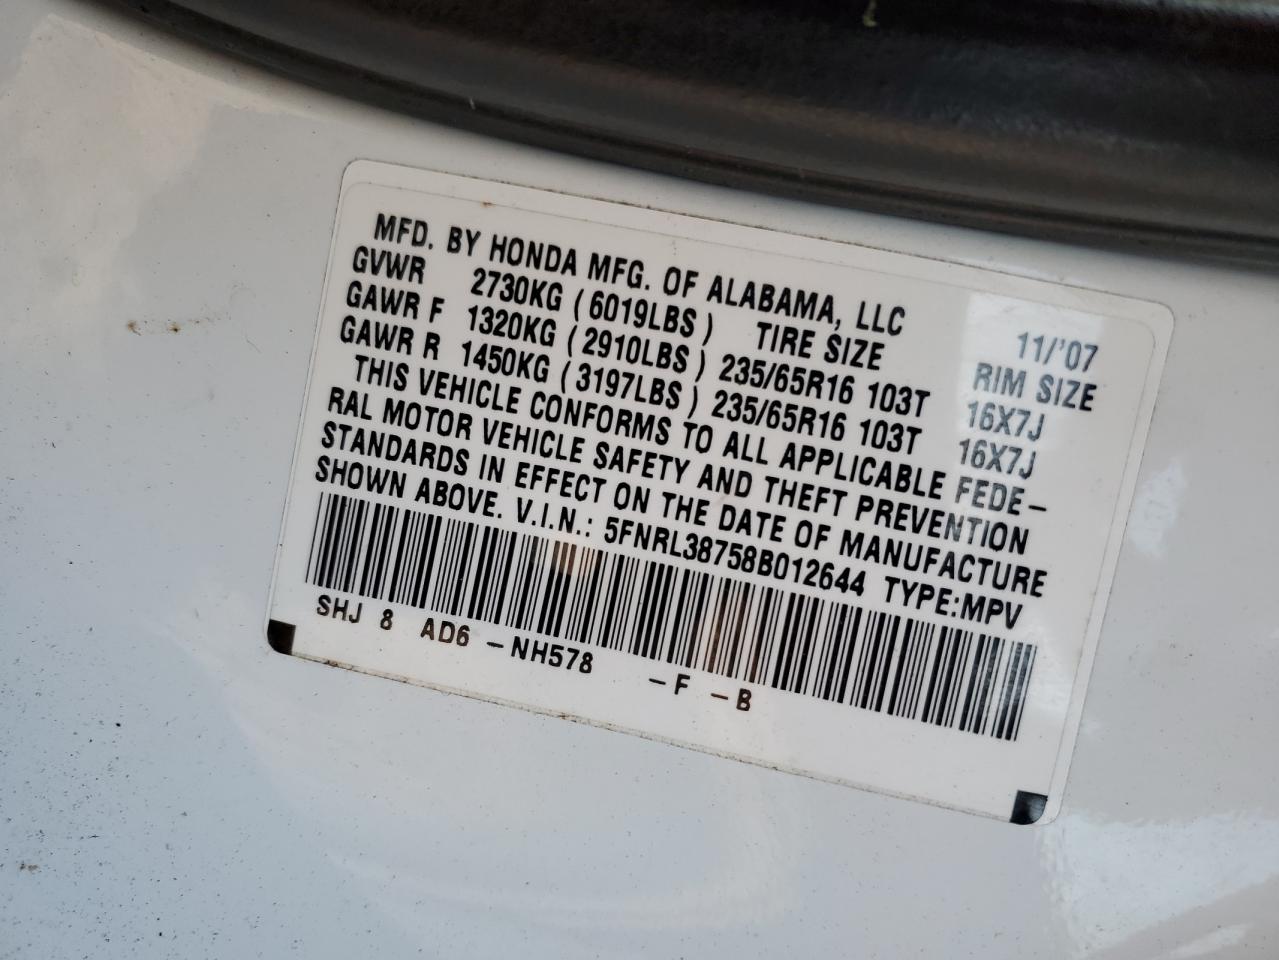 MFD. BY HONDA MFG. OF ALABAMA, LLC 11/'07
GVWR 2730KG (6019LBS) TIRE SIZE RIM SIZE
GAWR F 1320KG (2910LBS) 235/65R16 103T 16X7J
GAWR R 1450KG (3197LBS) 235/65R16 103T 16X7J
THIS VEHICLE CONFORMS TO ALL APPLICABLE FEDE-
RAL MOTOR VEHICLE SAFETY AND THEFT PREVENTION
STANDARDS IN EFFECT ON THE DATE OF MANUFACTURE
SHOWN ABOVE. V.I.N.: 5FNRL38758B012644 TYPE:MPV
SHJ 8 AD6 -NH578 -F -B